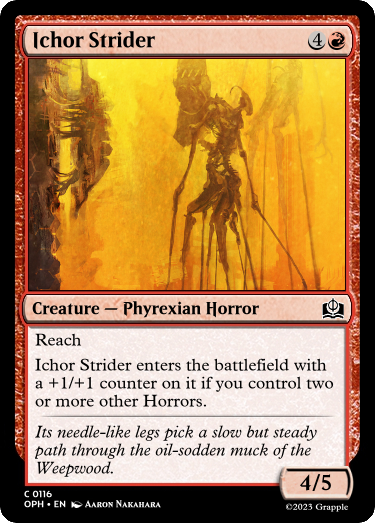 Ichor Strider 4
Creature — Phyrexian Horror
Reach
Ichor Strider enters the battlefield with
a +1/+1 counter on it if you control two
or more other Horrors.
Its needle-like legs pick a slow but steady
path through the oil-sodden muck of the
Weepwood.
4/5
C 0116
OPH • EN Aaron Nakahara
©2023 Grapple